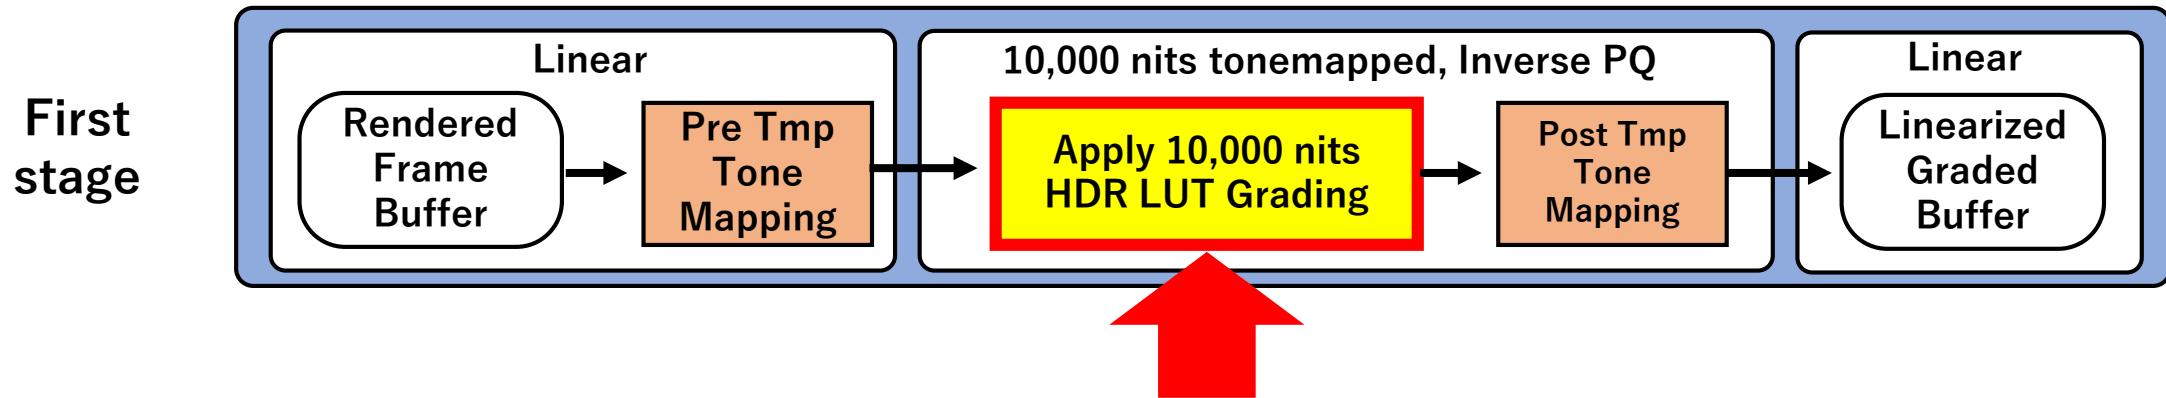 First
stage
Linear
Rendered
Frame
Buffer
Pre Tmp
Tone
Mapping
10,000 nits tonemapped, Inverse PQ
Apply 10,000 nits
HDR LUT Grading
Post Tmp
Tone
Mapping
Linear
Linearized
Graded
Buffer